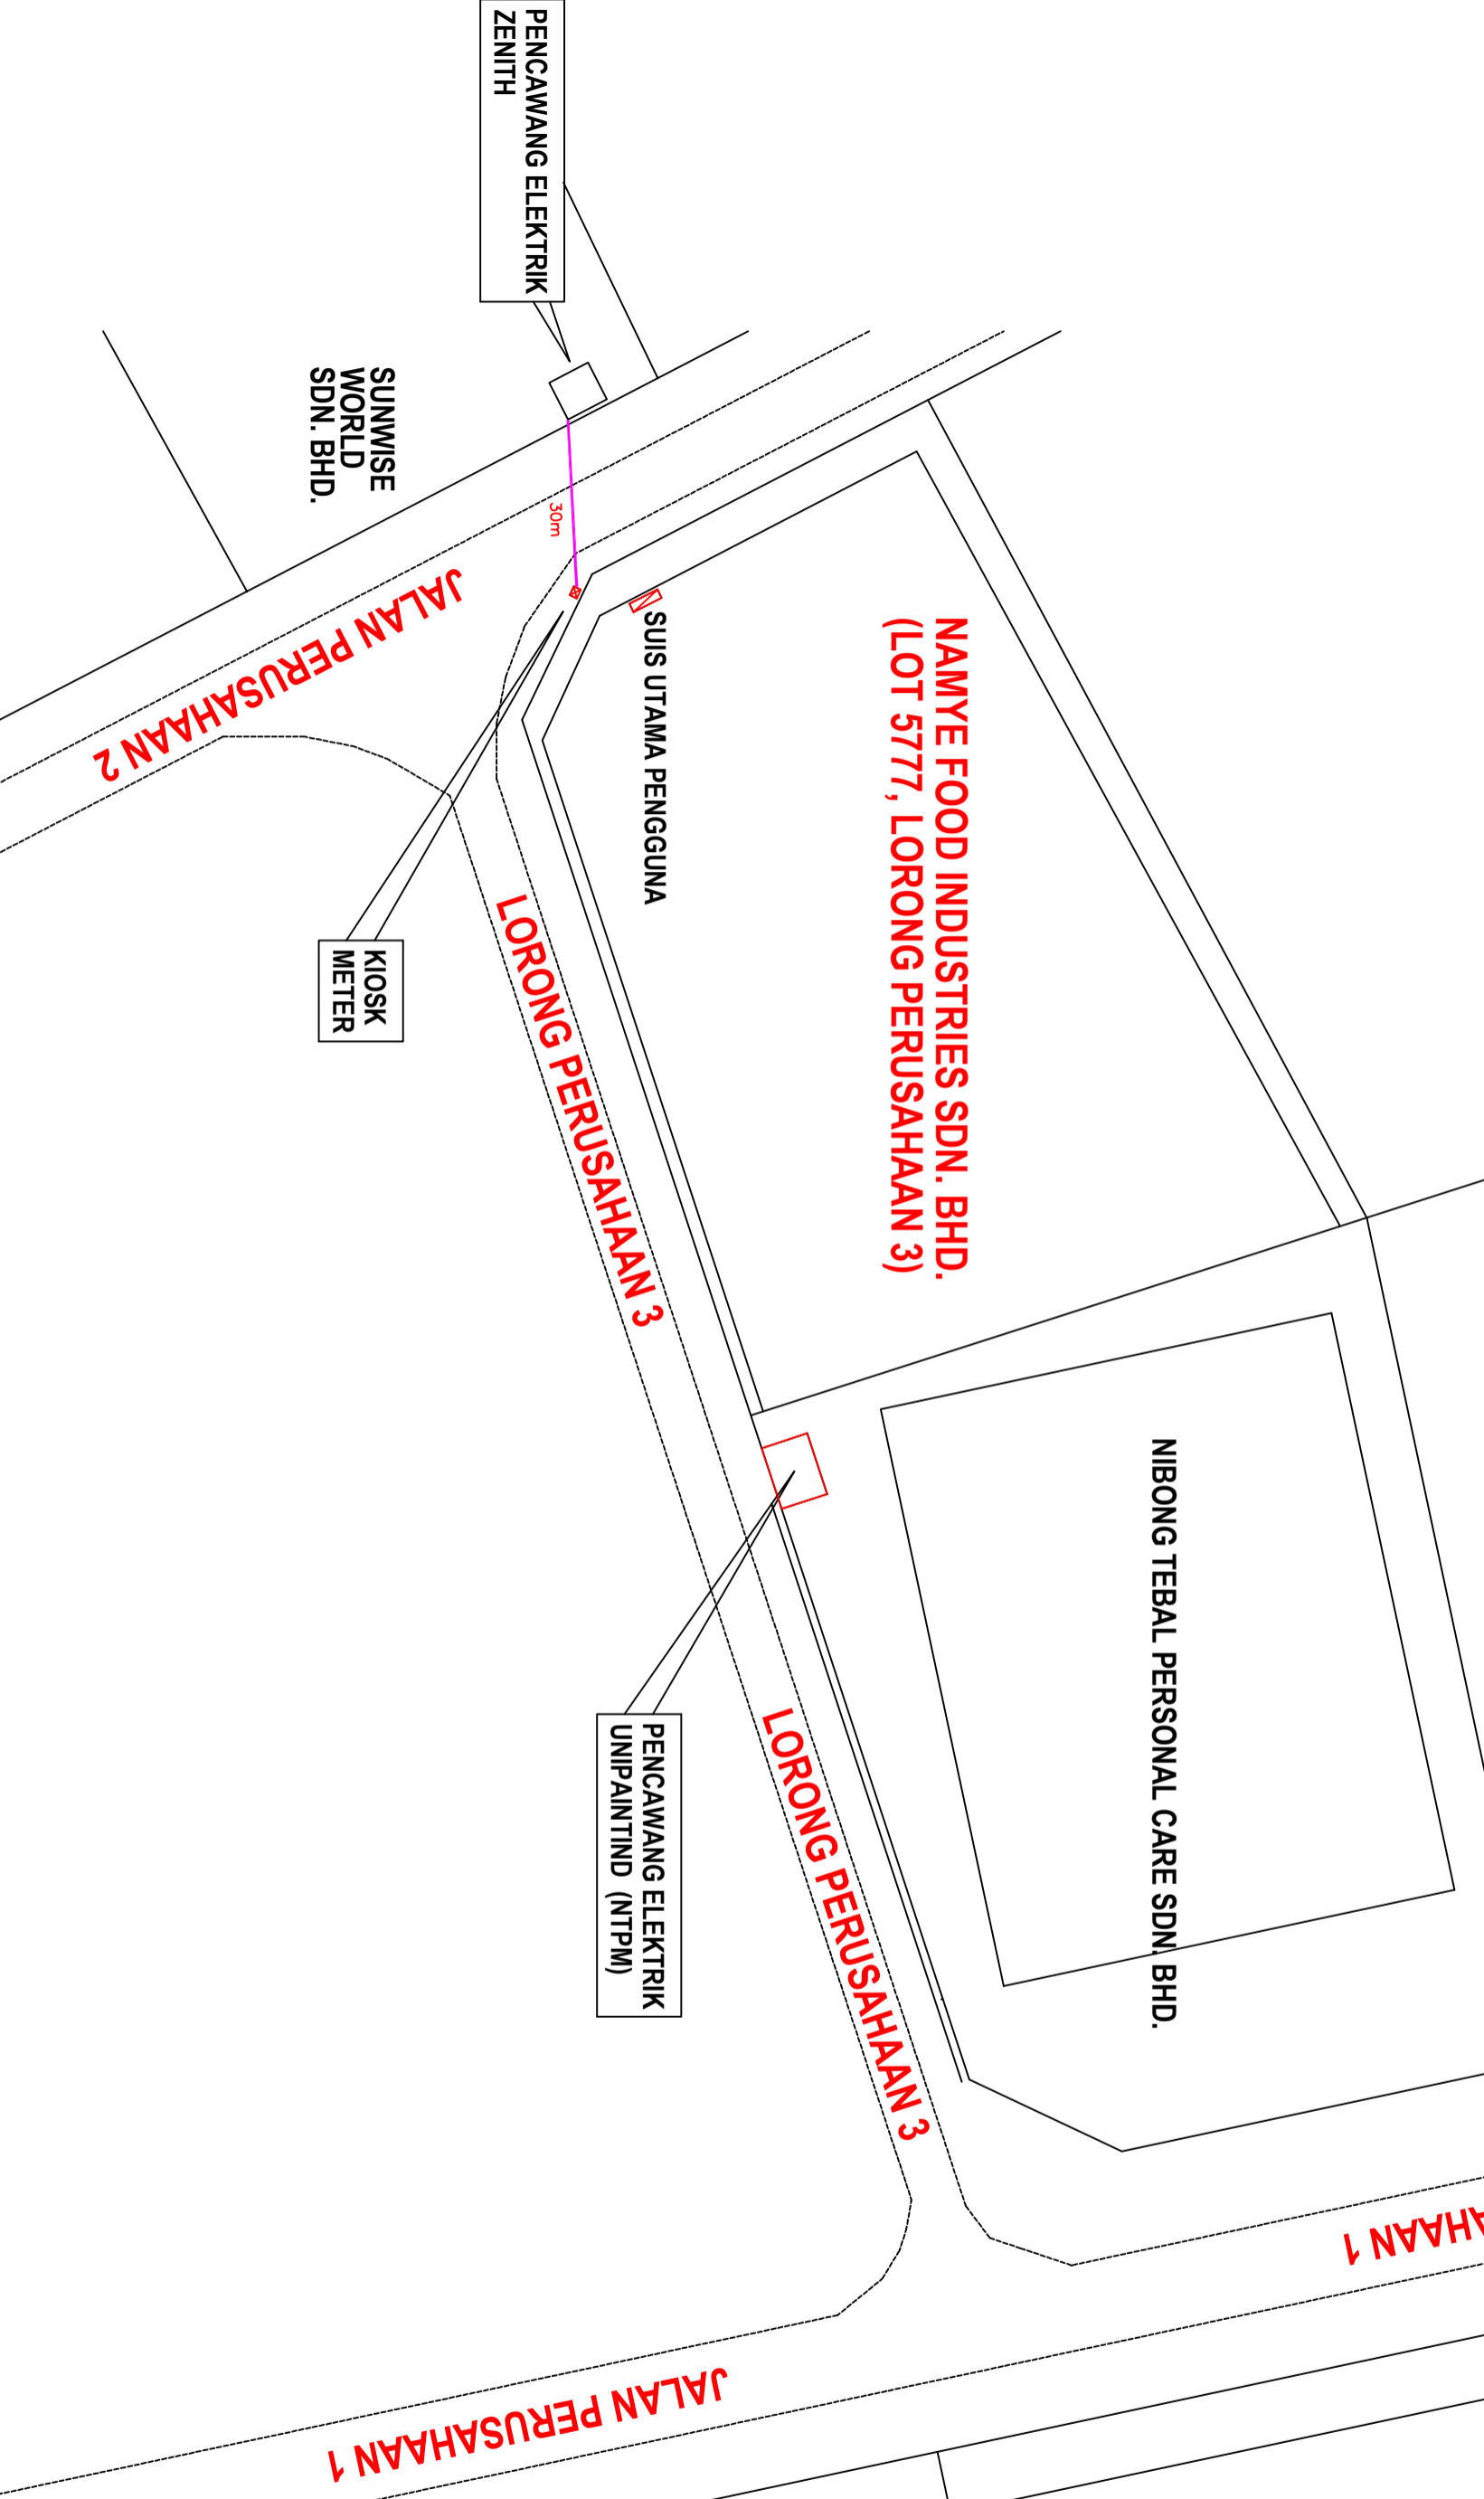 PENCAWANG ELEKTRIK
ZENITH
SUNWISE
WORLD
SDN. BHD.
30m
JALAN PERUSAHAAN 2
SUIS UTAMA PENGGUNA
NAMYE FOOD INDUSTRIES SDN. BHD.
(LOT 5777, LORONG PERUSAHAAN 3)
KIOSK
METER
LORONG PERUSAHAAN 3
NIBONG TEBAL PERSONAL CARE SDN. BHD.
PENCAWANG ELEKTRIK
UNIPAINTIND (NTPM)
LORONG PERUSAHAAN 3
HAAN 1
JALAN PERUSAHAAN 1